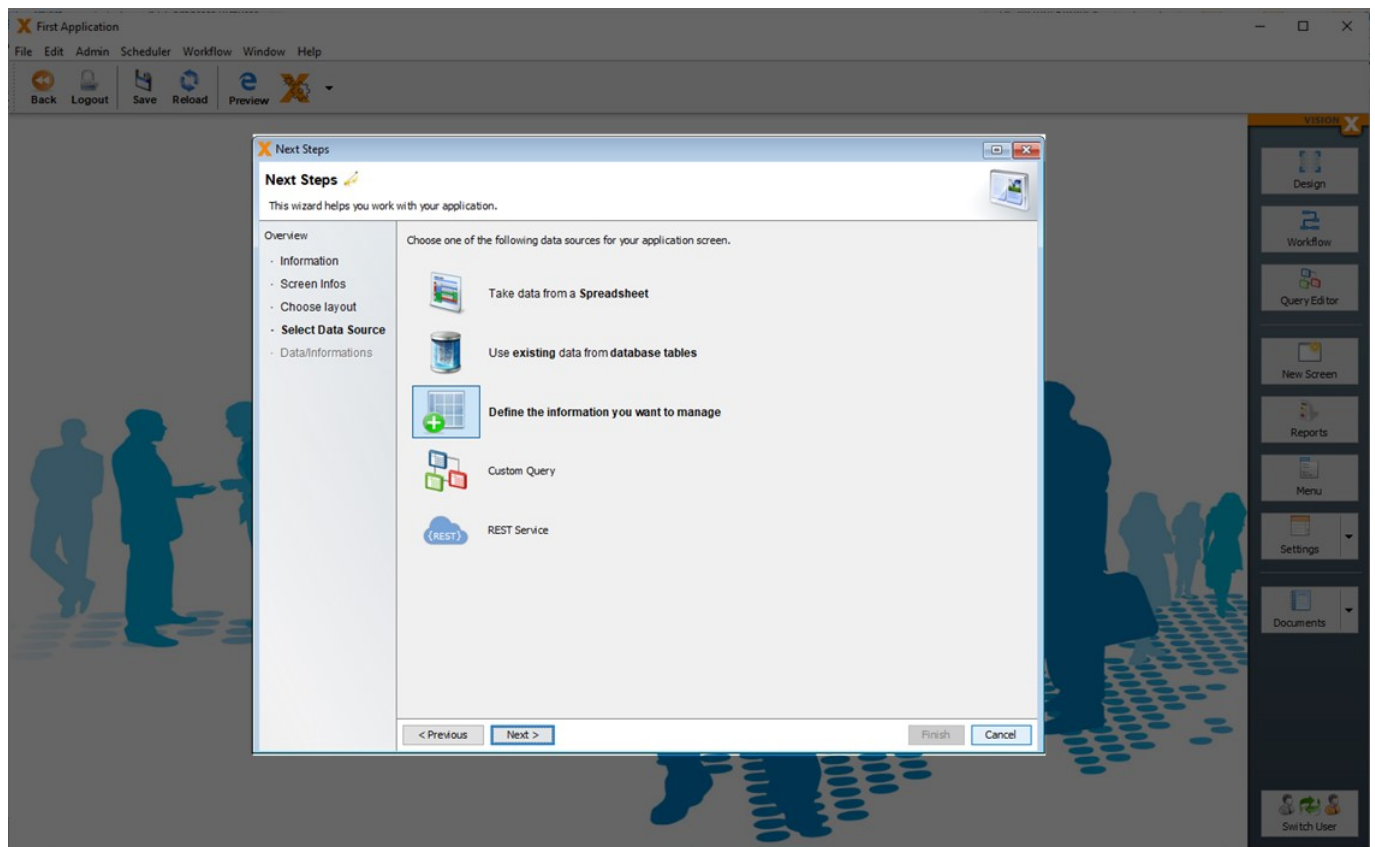 First Application
File Edit Admin Scheduler Workflow Window Help
Back Logout Save Reload Preview
VISION X
Next Steps
Next Steps
This wizard helps you work with your application.
Overview
· Information
· Screen Infos
· Choose layout
· Select Data Source
· Data/Informations
Choose one of the following data sources for your application screen.
Take data from a Spreadsheet
Use existing data from database tables
Define the information you want to manage
Custom Query
{REST} REST Service
< Previous Next > Finish Cancel
Design
Workflow
Query Editor
New Screen
Reports
Menu
Settings
Documents
Switch User